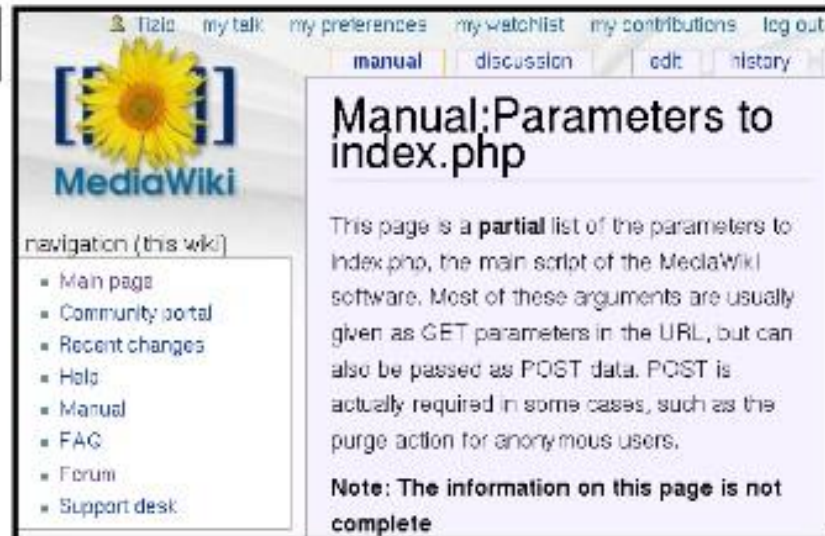 Tizio my talk my preferences my watchlist my contributions log out
manual discussion edit history
[[ ]]
MediaWiki
Manual:Parameters to
index.php
This page is a partial list of the parameters to
index.php, the main script of the MediaWiki
software. Most of these arguments are usually
given as GET parameters in the URL, but can
also be passed as POST data. POST is
actually required in some cases, such as the
purge action for anonymous users.
Note: The information on this page is not
complete
navigation (this wiki)
Main page
Community portal
Recent changes
Help
Manual
FAQ
Forum
Support desk